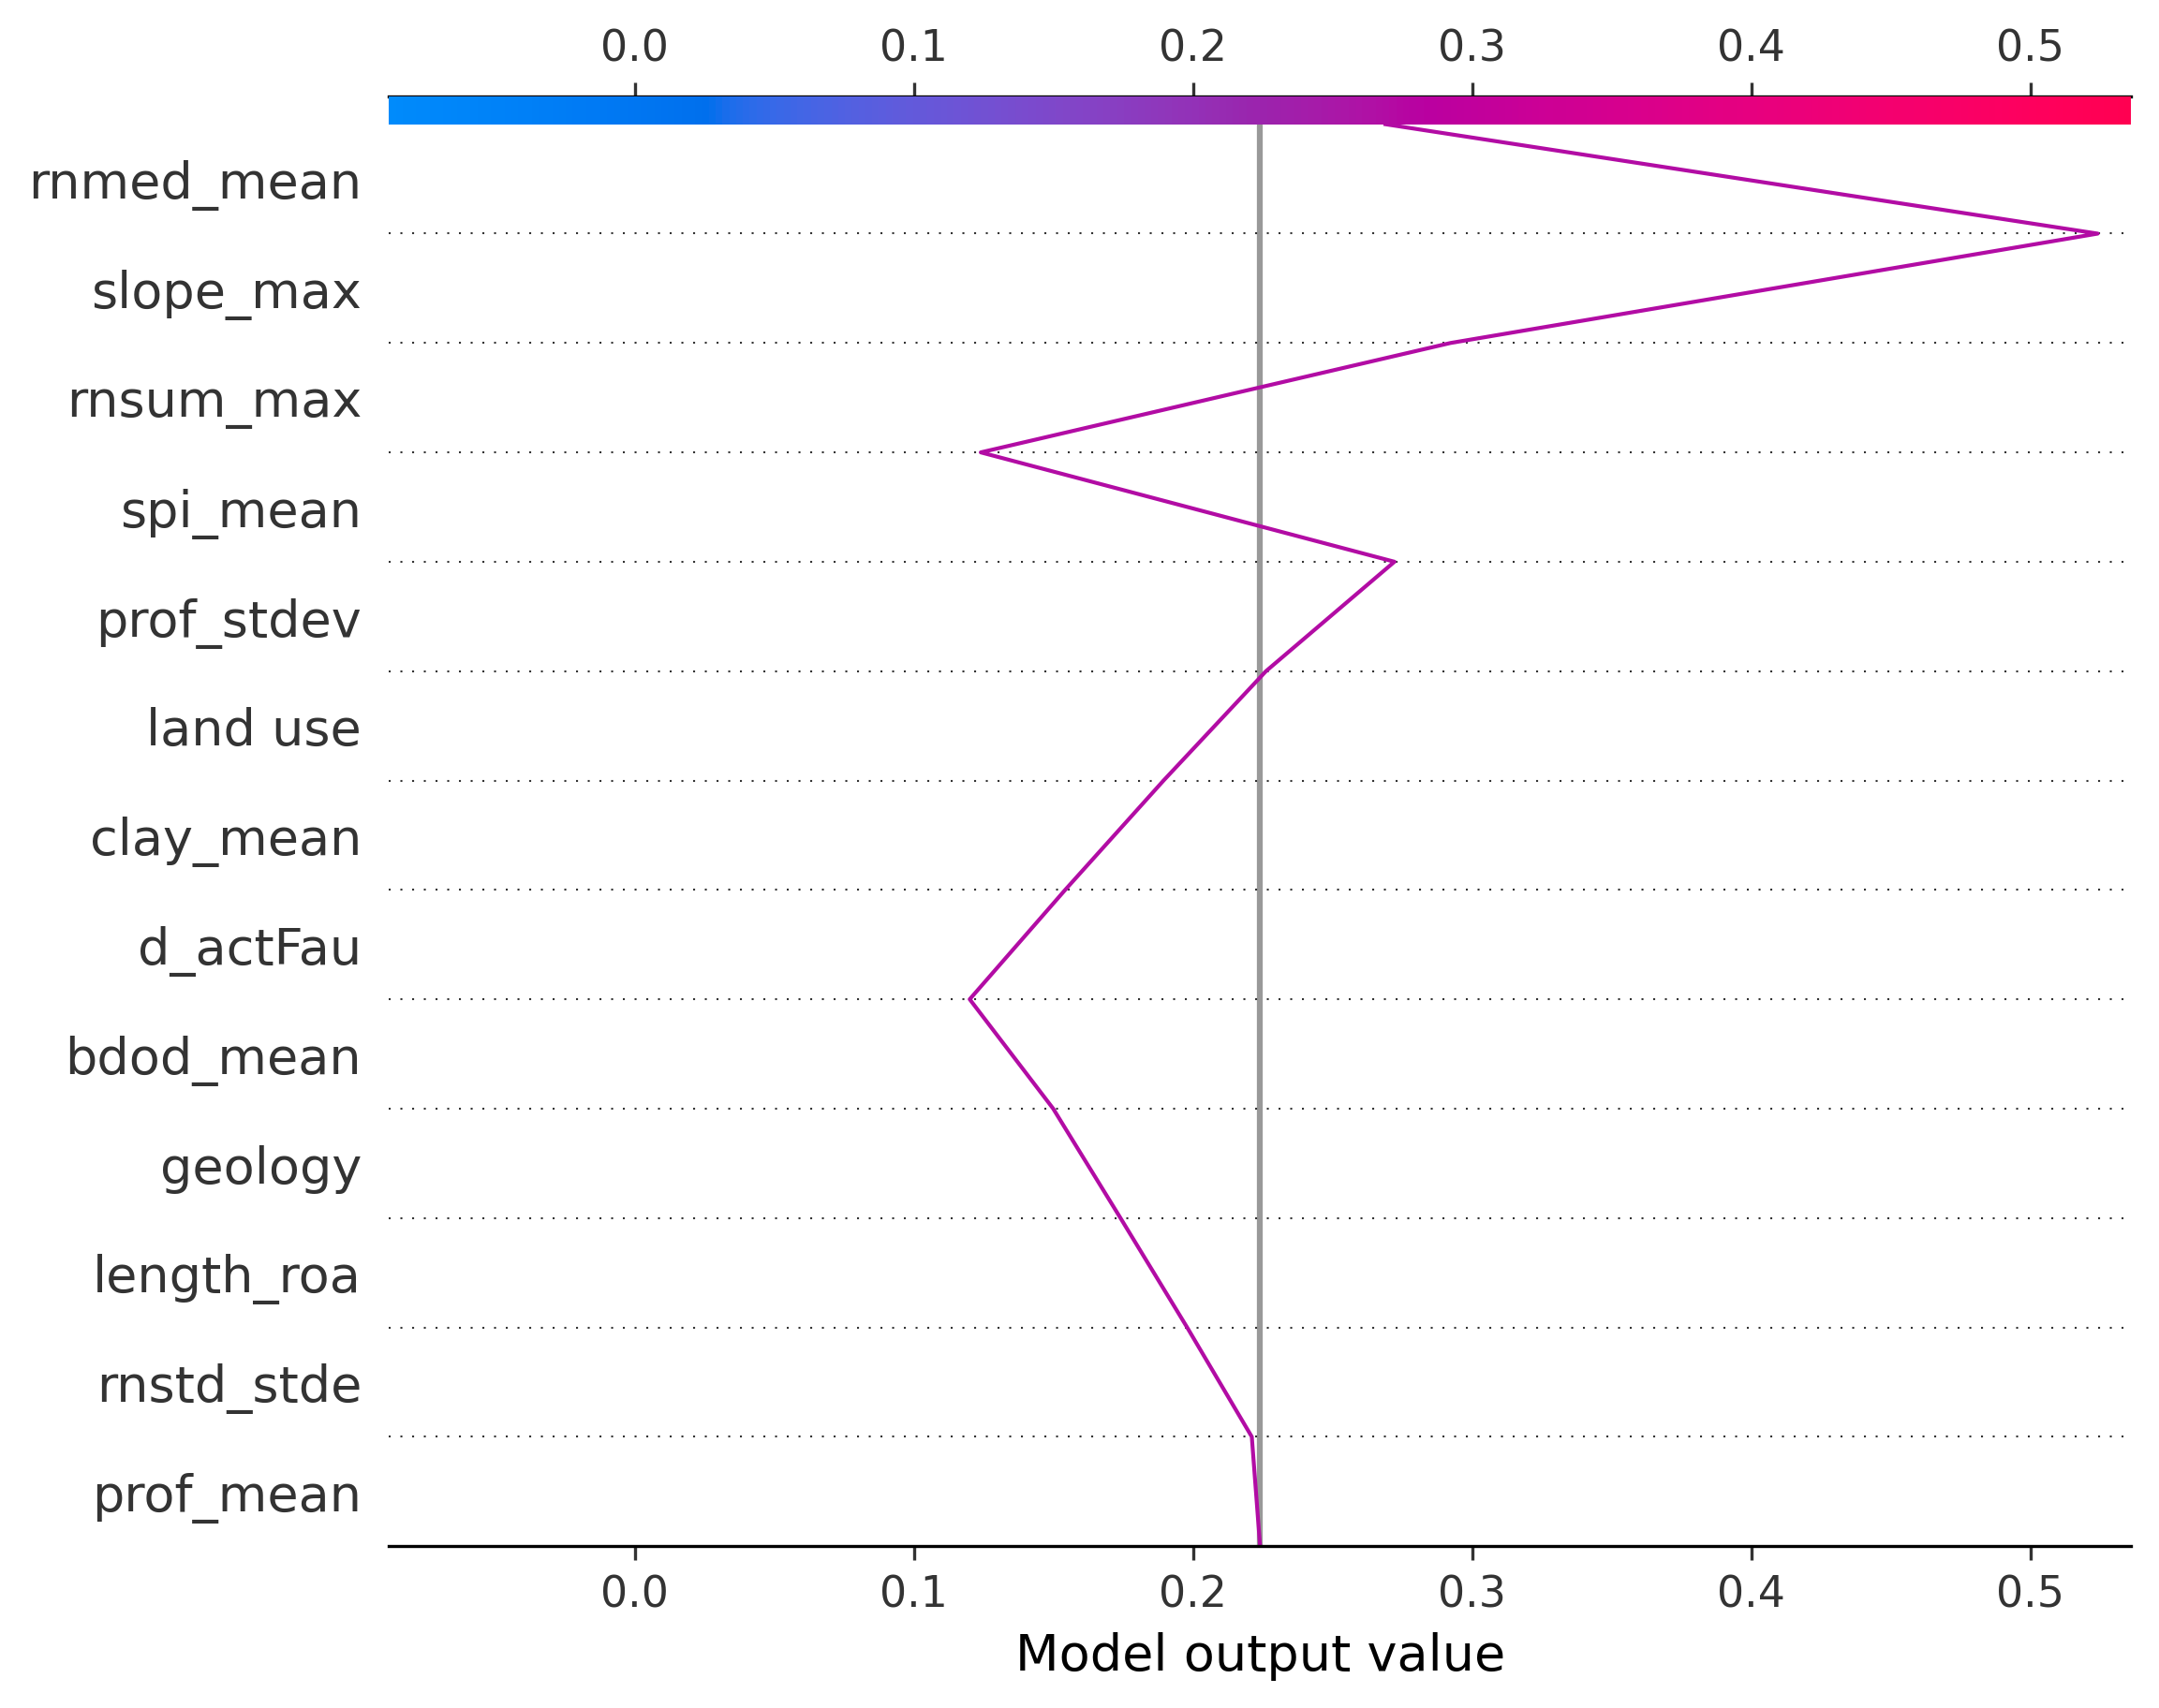 0.0 0.1 0.2 0.3 0.4 0.5
rnmed_mean
slope_max
rnsum_max
spi_mean
prof_stdev
land use
clay_mean
d_actFau
bdod_mean
geology
length_roa
rnstd_stde
prof_mean
0.0 0.1 0.2 0.3 0.4 0.5
Model output value